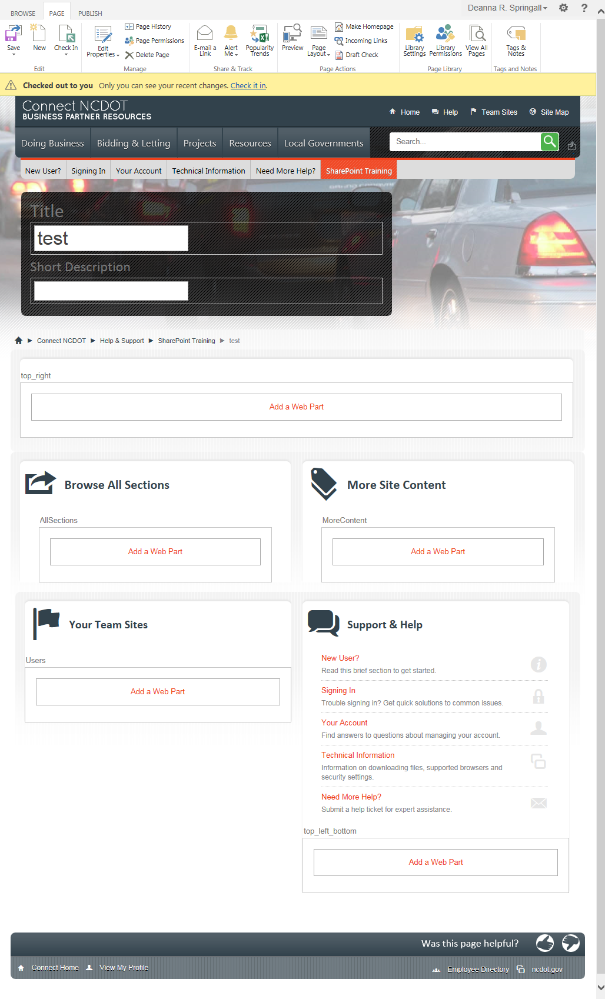 Deanna R. Springall
BROWSE PAGE PUBLISH
Save New Check In
Edit Properties
Page History
Page Permissions
Delete Page
E-mail a Link
Alert Me
Popularity Trends
Preview
Page Layout
Make Homepage
Incoming Links
Draft Check
Library Settings
Library Permissions
View All Pages
Tags & Notes
Edit Manage Share & Track Page Actions Page Library Tags and Notes
Checked out to you Only you can see your recent changes. Check it in.
Connect NCDOT
BUSINESS PARTNER RESOURCES
Home Help Team Sites Site Map
Doing Business Bidding & Letting Projects Resources Local Governments Search...
New User? Signing In Your Account Technical Information Need More Help? SharePoint Training
Title
test
Short Description
Connect NCDOT Help & Support SharePoint Training test
top_right
Add a Web Part
Browse All Sections
AllSections
Add a Web Part
More Site Content
MoreContent
Add a Web Part
Your Team Sites
Users
Add a Web Part
Support & Help
New User?
Read this brief section to get started.
Signing In
Trouble signing in? Get quick solutions to common issues.
Your Account
Find answers to questions about managing your account.
Technical Information
Information on downloading files, supported browsers and
security settings.
Need More Help?
Submit a help ticket for expert assistance.
top_left_bottom
Add a Web Part
Was this page helpful?
Connect Home View My Profile Employee Directory ncdot.gov